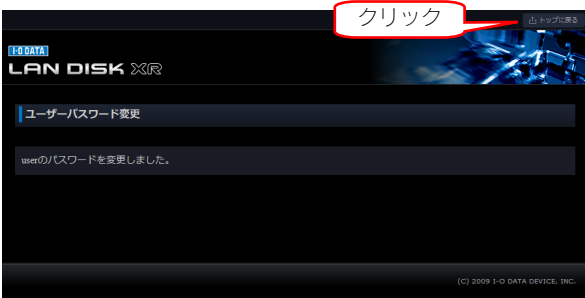 クリック
トップに戻る
I-O DATA
LAN DISK XR
ユーザーパスワード変更
userのパスワードを変更しました。
(C) 2009 I-O DATA DEVICE, INC.